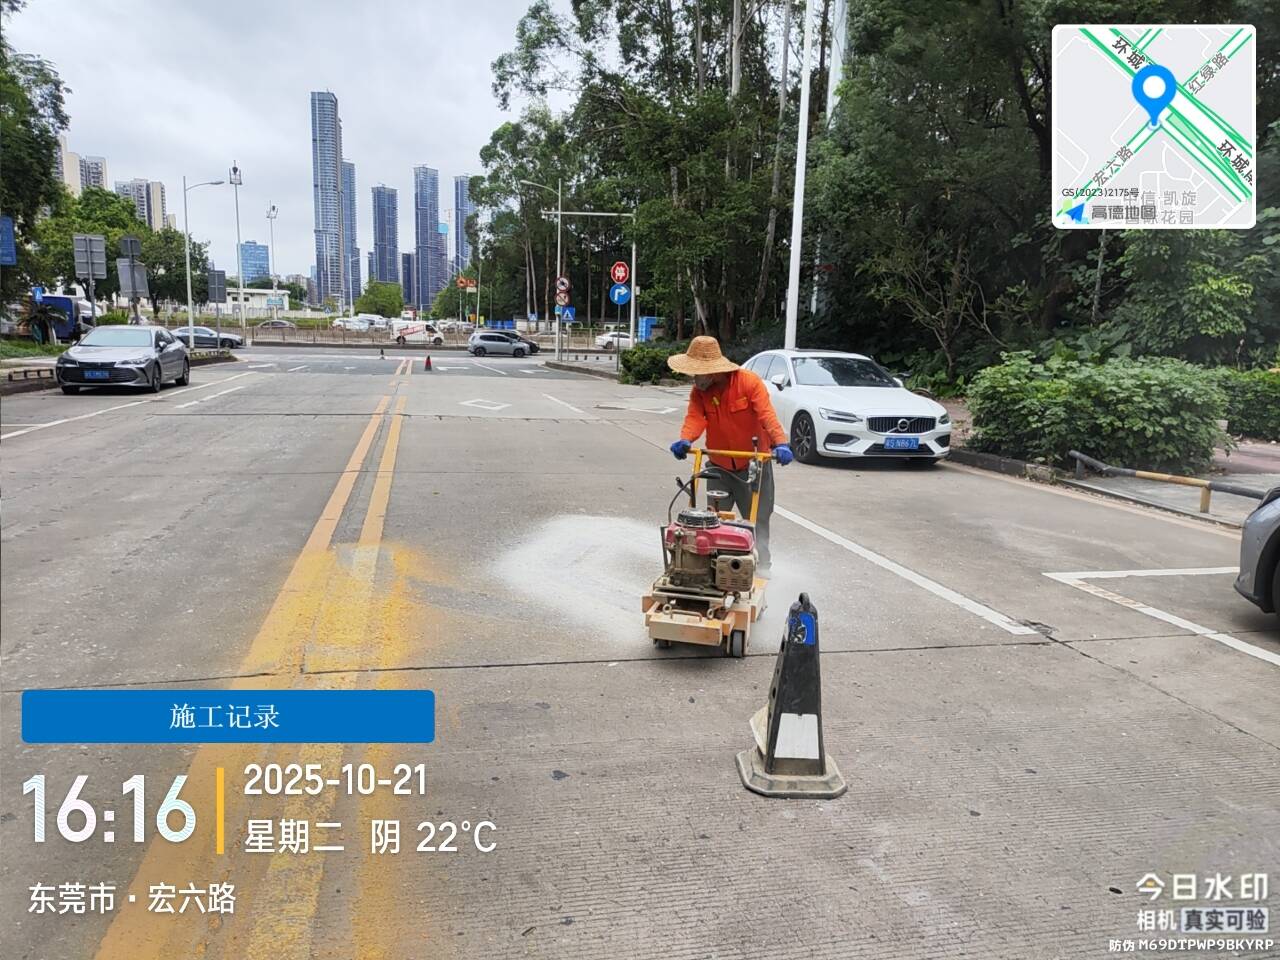 环城
红绿路
宏六路
环城南
GS(2023)2175号
中信·凯旋
国际花园
高德地图
停
施工记录
16:16
2025-10-21
星期二 阴 22°C
东莞市·宏六路
今日水印
相机 真实可验
防伪 M69DTPWP9BKYRP